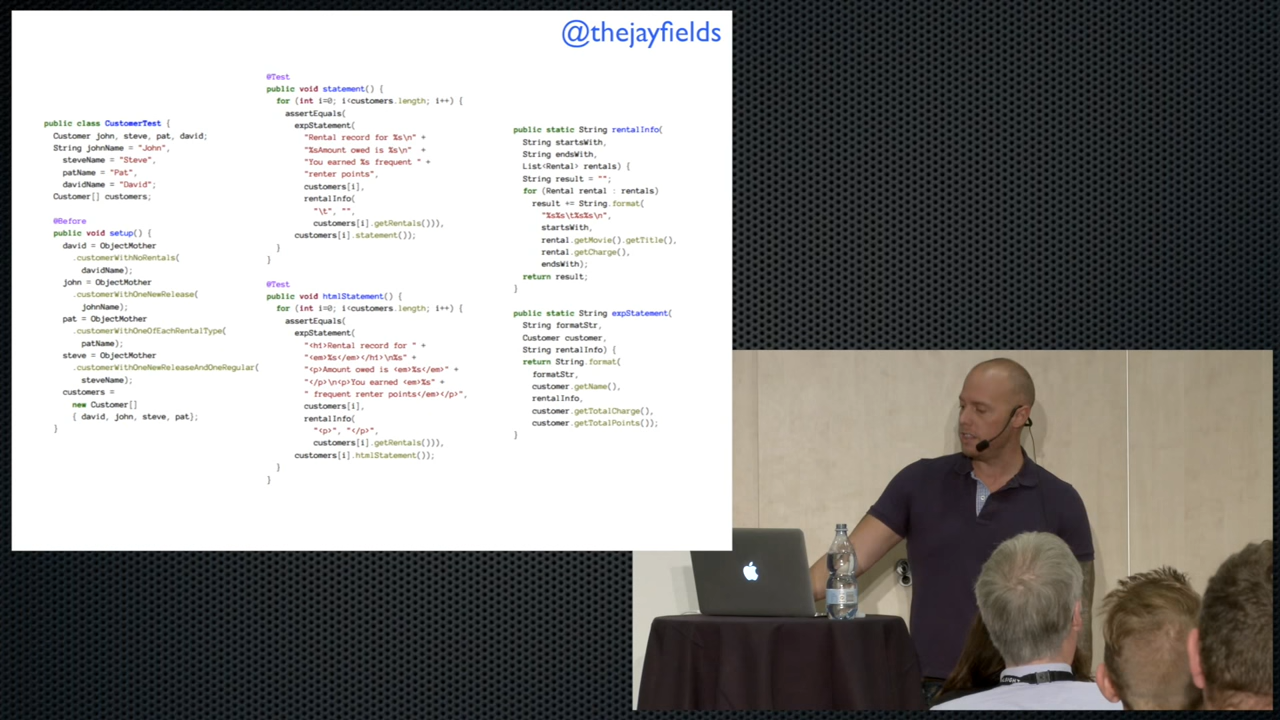 @thejayfields
public class CustomerTest {
Customer john, steve, pat, david;
String johnName = "John",
steveName = "Steve",
patName = "Pat",
davidName = "David";
Customer[] customers;
@Before
public void setup() {
david = ObjectMother
.customerWithNoRentals(
davidName);
john = ObjectMother
.customerWithOneNewRelease(
johnName);
pat = ObjectMother
.customerWithOneOfEachRentalType(
patName);
steve = ObjectMother
.customerWithOneNewReleaseAndOneRegular(
steveName);
customers =
new Customer[]
{ david, john, steve, pat};
}
@Test
public void statement() {
for (int i=0; i<customers.length; i++) {
assertEquals(
expStatement(
"Rental record for %s\n" +
"%sAmount owed is %s\n" +
"You earned %s frequent " +
"renter points",
customers[i],
rentalInfo(
"\t", "",
customers[i].getRentals())),
customers[i].statement());
}
}
@Test
public void htmlStatement() {
for (int i=0; i<customers.length; i++) {
assertEquals(
expStatement(
"<h1>Rental record for " +
"<em>%s</em></h1>\n%s" +
"<p>Amount owed is <em>%s</em>" +
"</p>\n<p>You earned <em>%s" +
" frequent renter points</em></p>",
customers[i],
rentalInfo(
"<p>", "</p>",
customers[i].getRentals())),
customers[i].htmlStatement());
}
}
public static String rentalInfo(
String startsWith,
String endsWith,
List<Rental> rentals) {
String result = "";
for (Rental rental : rentals)
result += String.format(
"%s%s\t%s%s\n",
startsWith,
rental.getMovie().getTitle(),
rental.getCharge(),
endsWith);
return result;
}
public static String expStatement(
String formatStr,
Customer customer,
String rentalInfo) {
return String.format(
formatStr,
customer.getName(),
rentalInfo,
customer.getTotalCharge(),
customer.getTotalPoints());
}